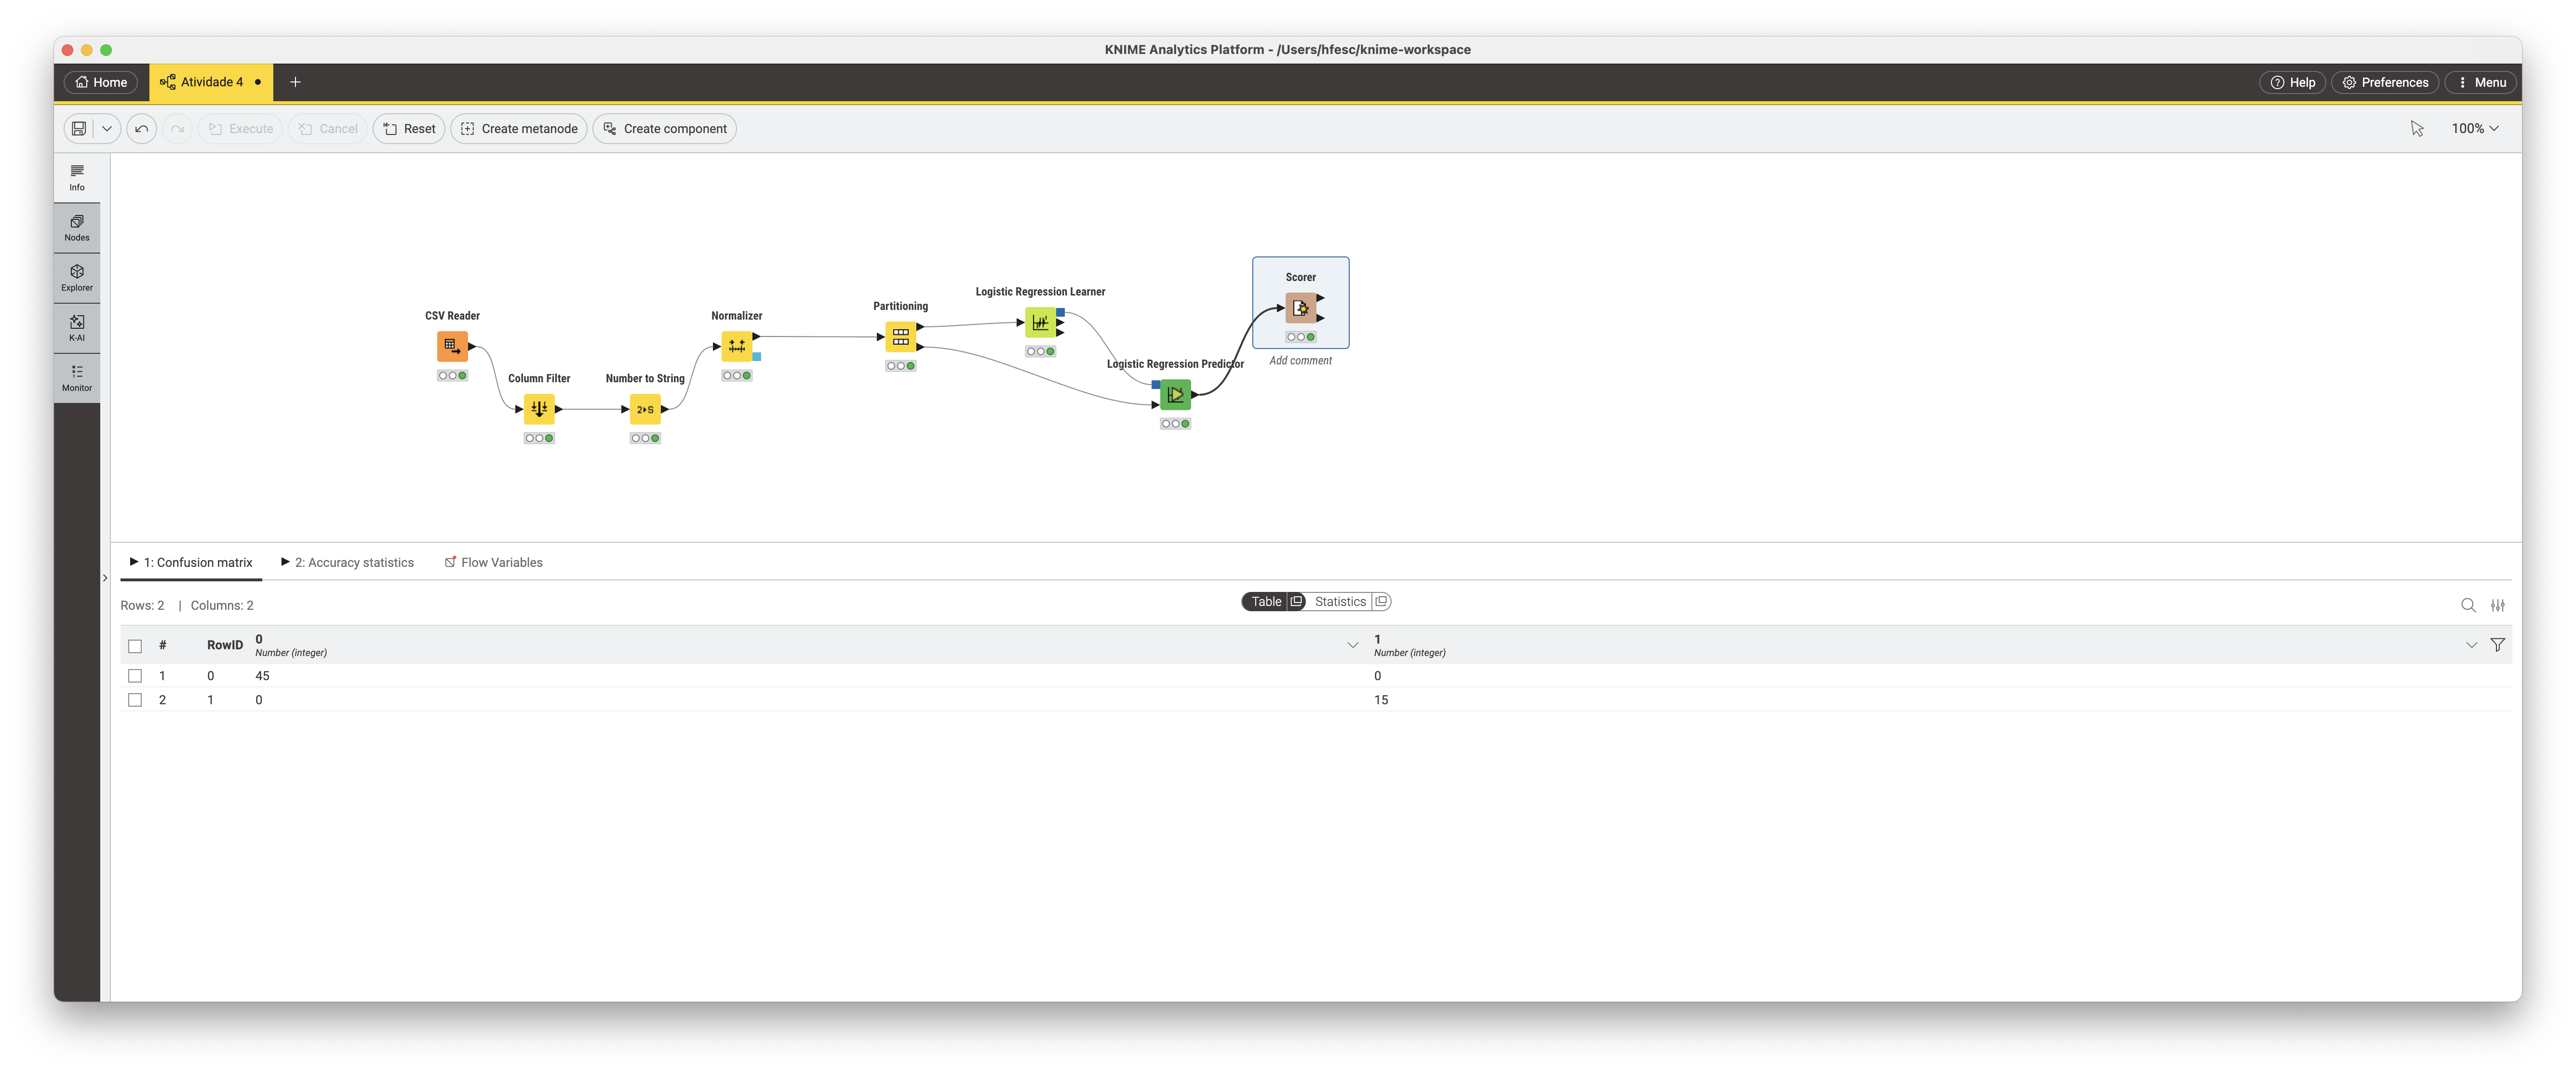 KNIME Analytics Platform - /Users/hfesc/knime-workspace
Home
Atividade 4
Help
Preferences
Menu
Execute
Cancel
Reset
Create metanode
Create component
100%
Info
Nodes
Explorer
K-AI
Monitor
Scorer
Logistic Regression Learner
Partitioning
CSV Reader
Normalizer
Add comment
Logistic Regression Predictor
Column Filter
Number to String
2▸S
1: Confusion matrix
2: Accuracy statistics
Flow Variables
Rows: 2 | Columns: 2
Table
Statistics
# RowID 0 1
Number (integer) Number (integer)
1 0 45 0
2 1 0 15